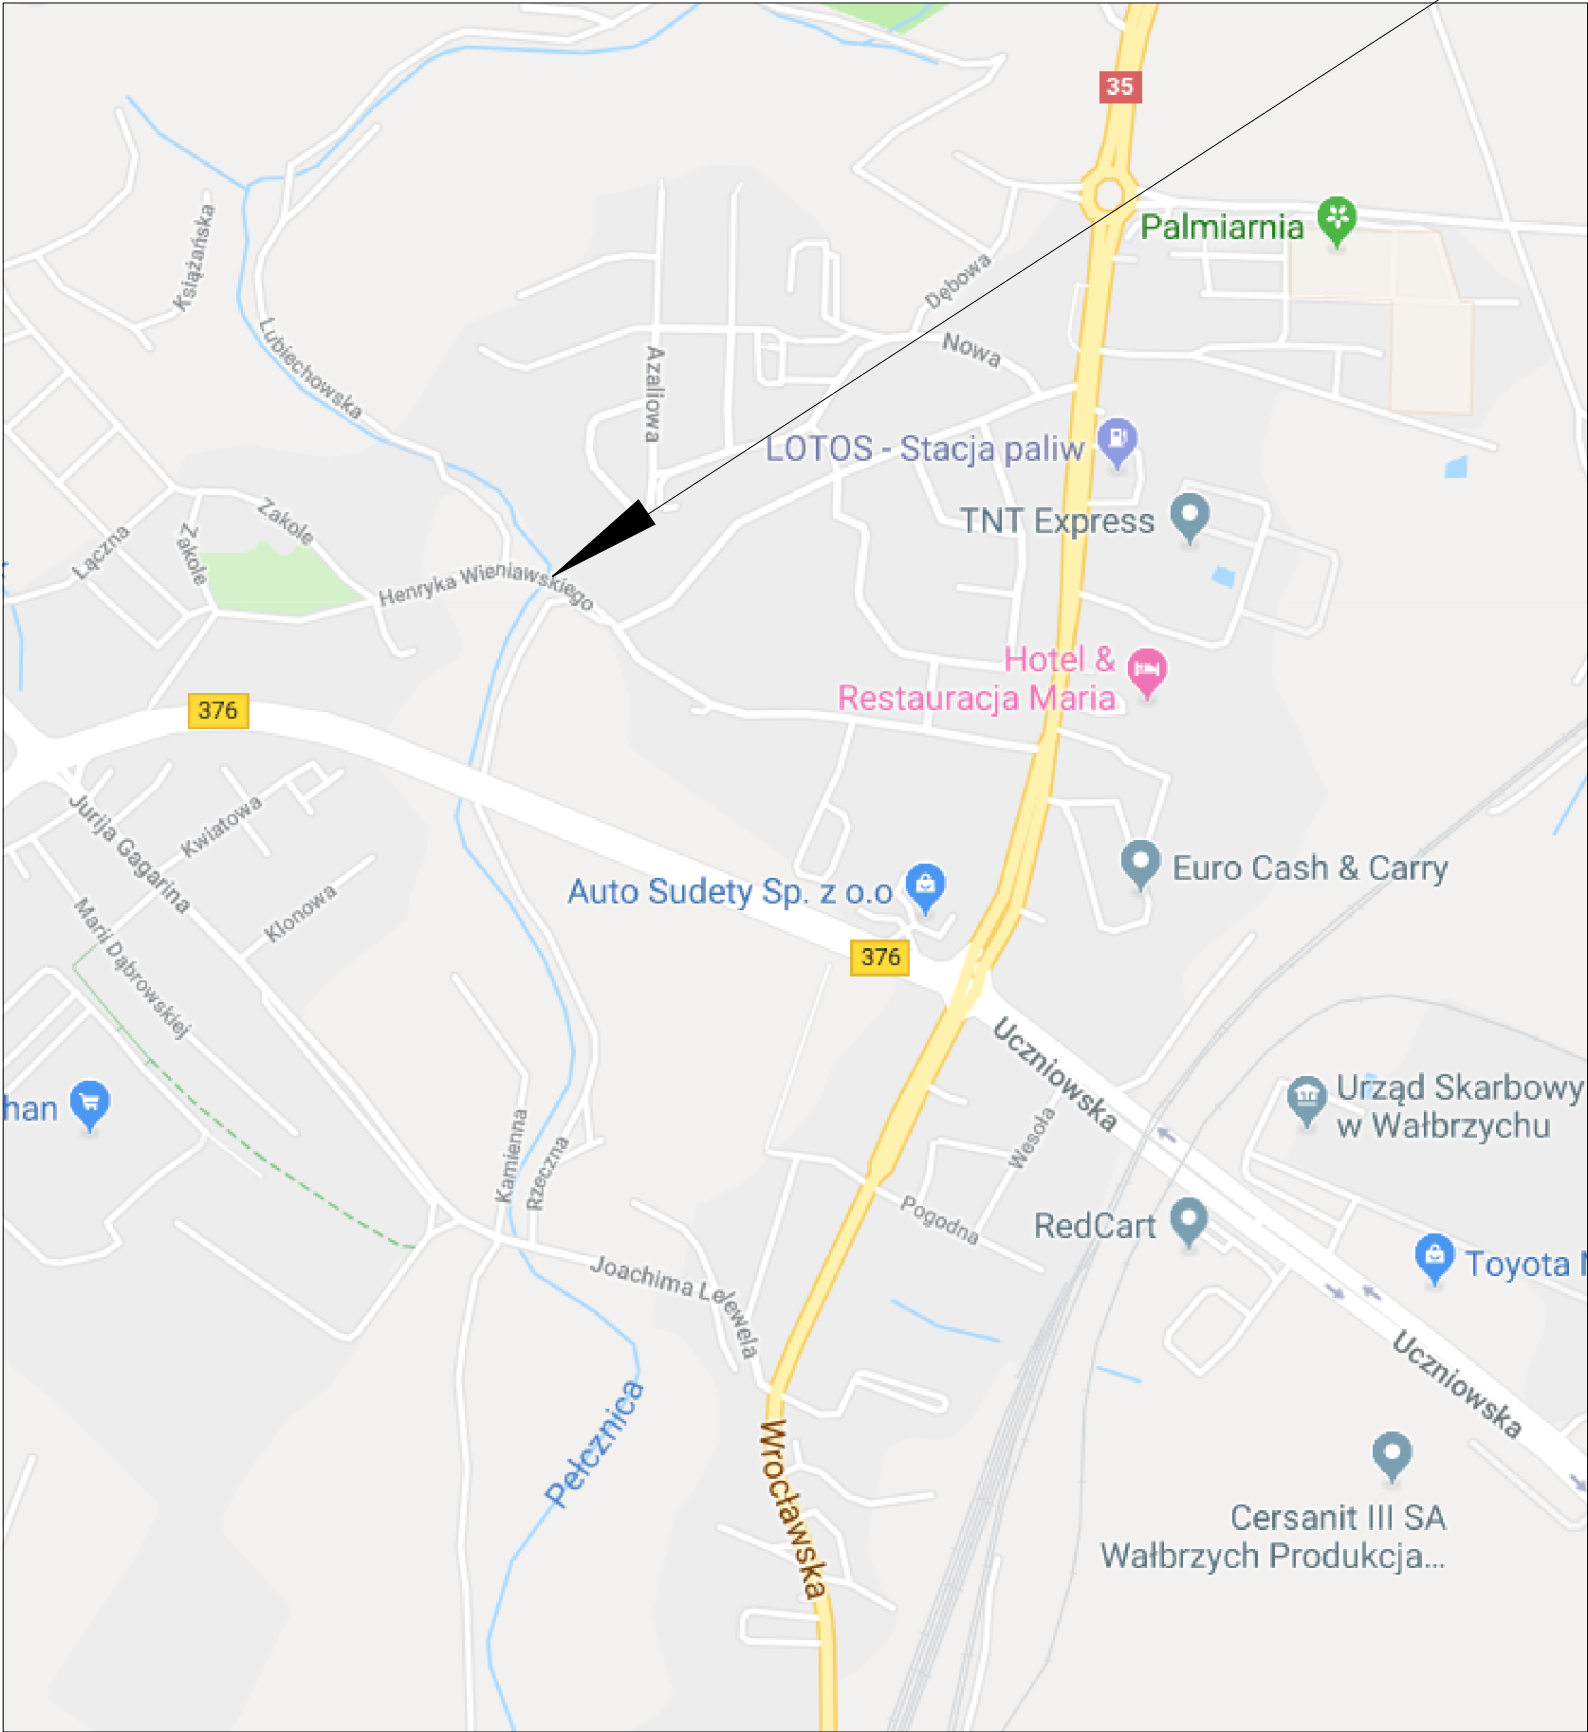 35
Palmiarnia
Książańska
Dębowa
Lubiechowska
Nowa
Azaliowa
LOTOS - Stacja paliw
TNT Express
Zakole
Zakole
Łączna
Henryka Wieniawskiego
Hotel &
Restauracja Maria
376
Jurija Gagarina
Kwiatowa
Euro Cash & Carry
Auto Sudety Sp. z o.o
Klonowa
Marii Dąbrowskiej
376
Uczniowska
Urząd Skarbowy
w Wałbrzychu
han
Wesoła
Kamienna
Rzeczna
Pogodna
RedCart
Toyota
Joachima Lelewela
Uczniowska
Pełcznica
Wrocławska
Cersanit III SA
Wałbrzych Produkcja...